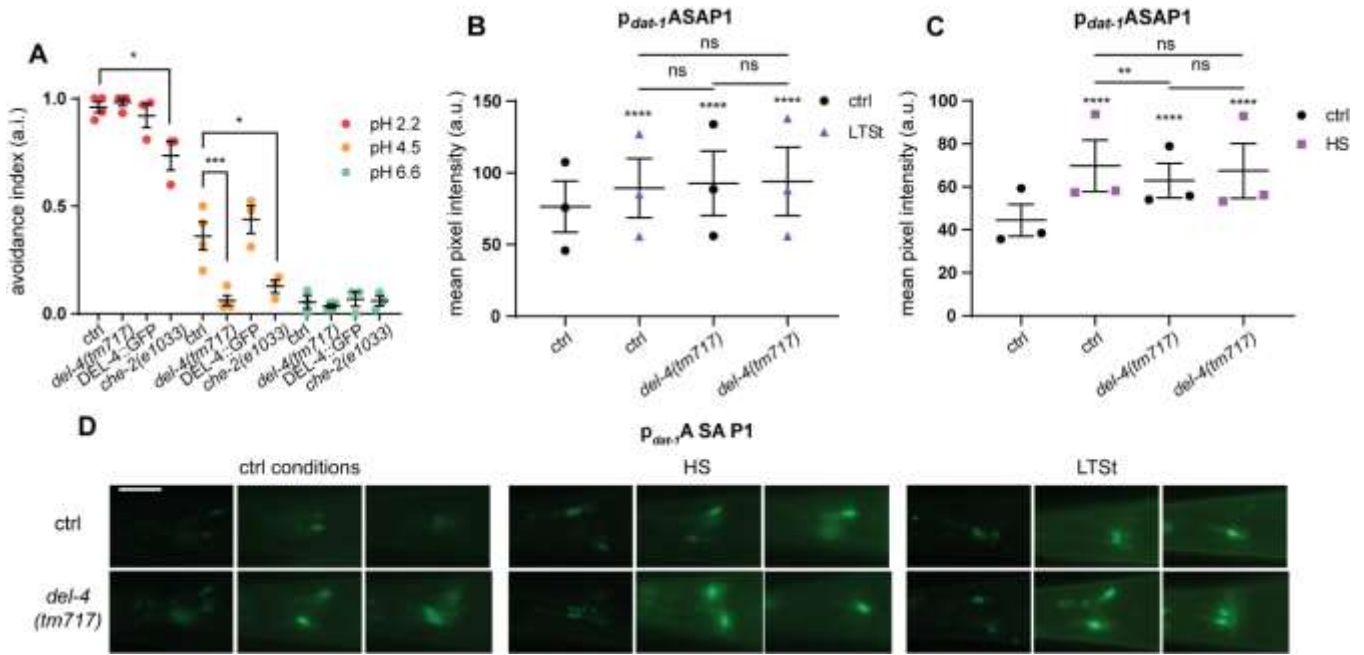 A
avoidance index (a.i.)
1.0
0.5
0.0
*
*
***
pH 2.2
pH 4.5
pH 6.6
ctrl
del-4(tm717)
DEL-4::GFP
che-2(e1033)
ctrl
del-4(tm717)
DEL-4::GFP
che-2(e1033)
ctrl
del-4(tm717)
DEL-4::GFP
che-2(e1033)
B
pdat-1ASAP1
mean pixel intensity (a.u.)
150
100
50
0
ns
ns
ns
****
****
****
ctrl
LTSt
ctrl
ctrl
del-4(tm717)
del-4(tm717)
C
pdat-1ASAP1
mean pixel intensity (a.u.)
100
80
60
40
20
0
ns
**
ns
****
****
****
ctrl
HS
ctrl
ctrl
del-4(tm717)
del-4(tm717)
D
pdat-1A SA P1
ctrl conditions
HS
LTSt
ctrl
del-4
(tm717)